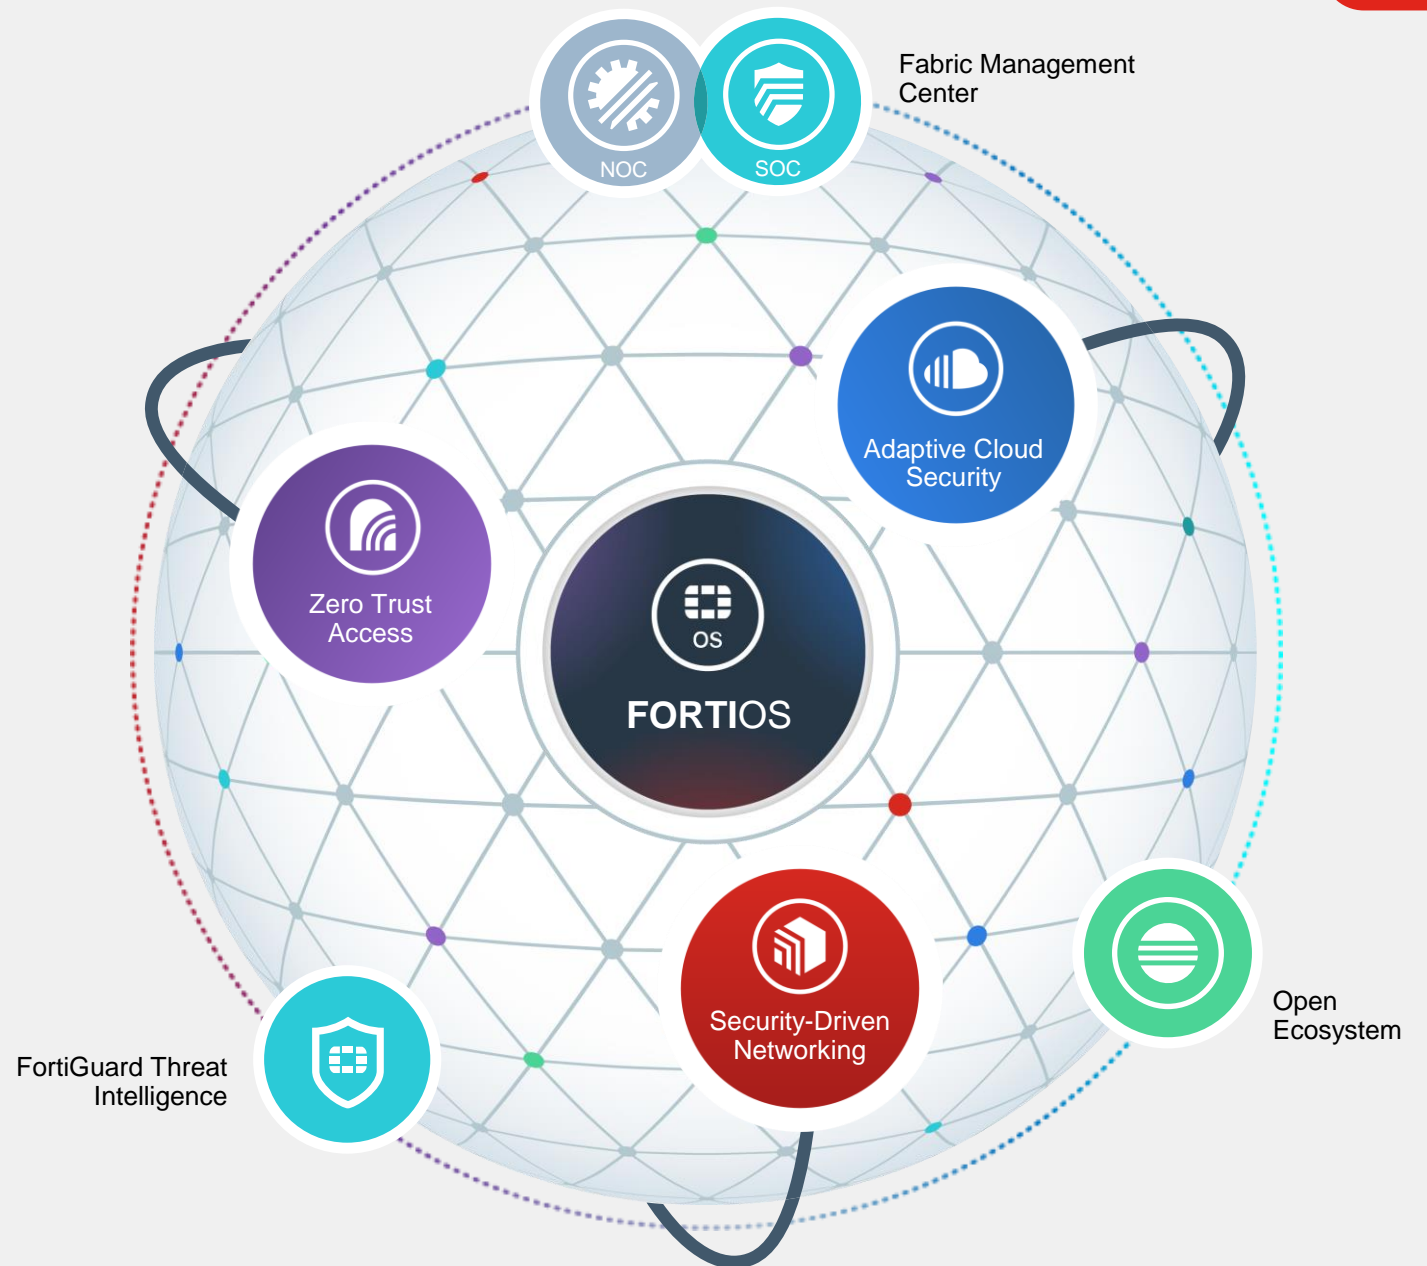 Fabric Management
Center
NOC
SOC
Adaptive Cloud
Security
Zero Trust
Access
OS
FORTIOS
Security-Driven
Networking
Open
Ecosystem
FortiGuard Threat
Intelligence